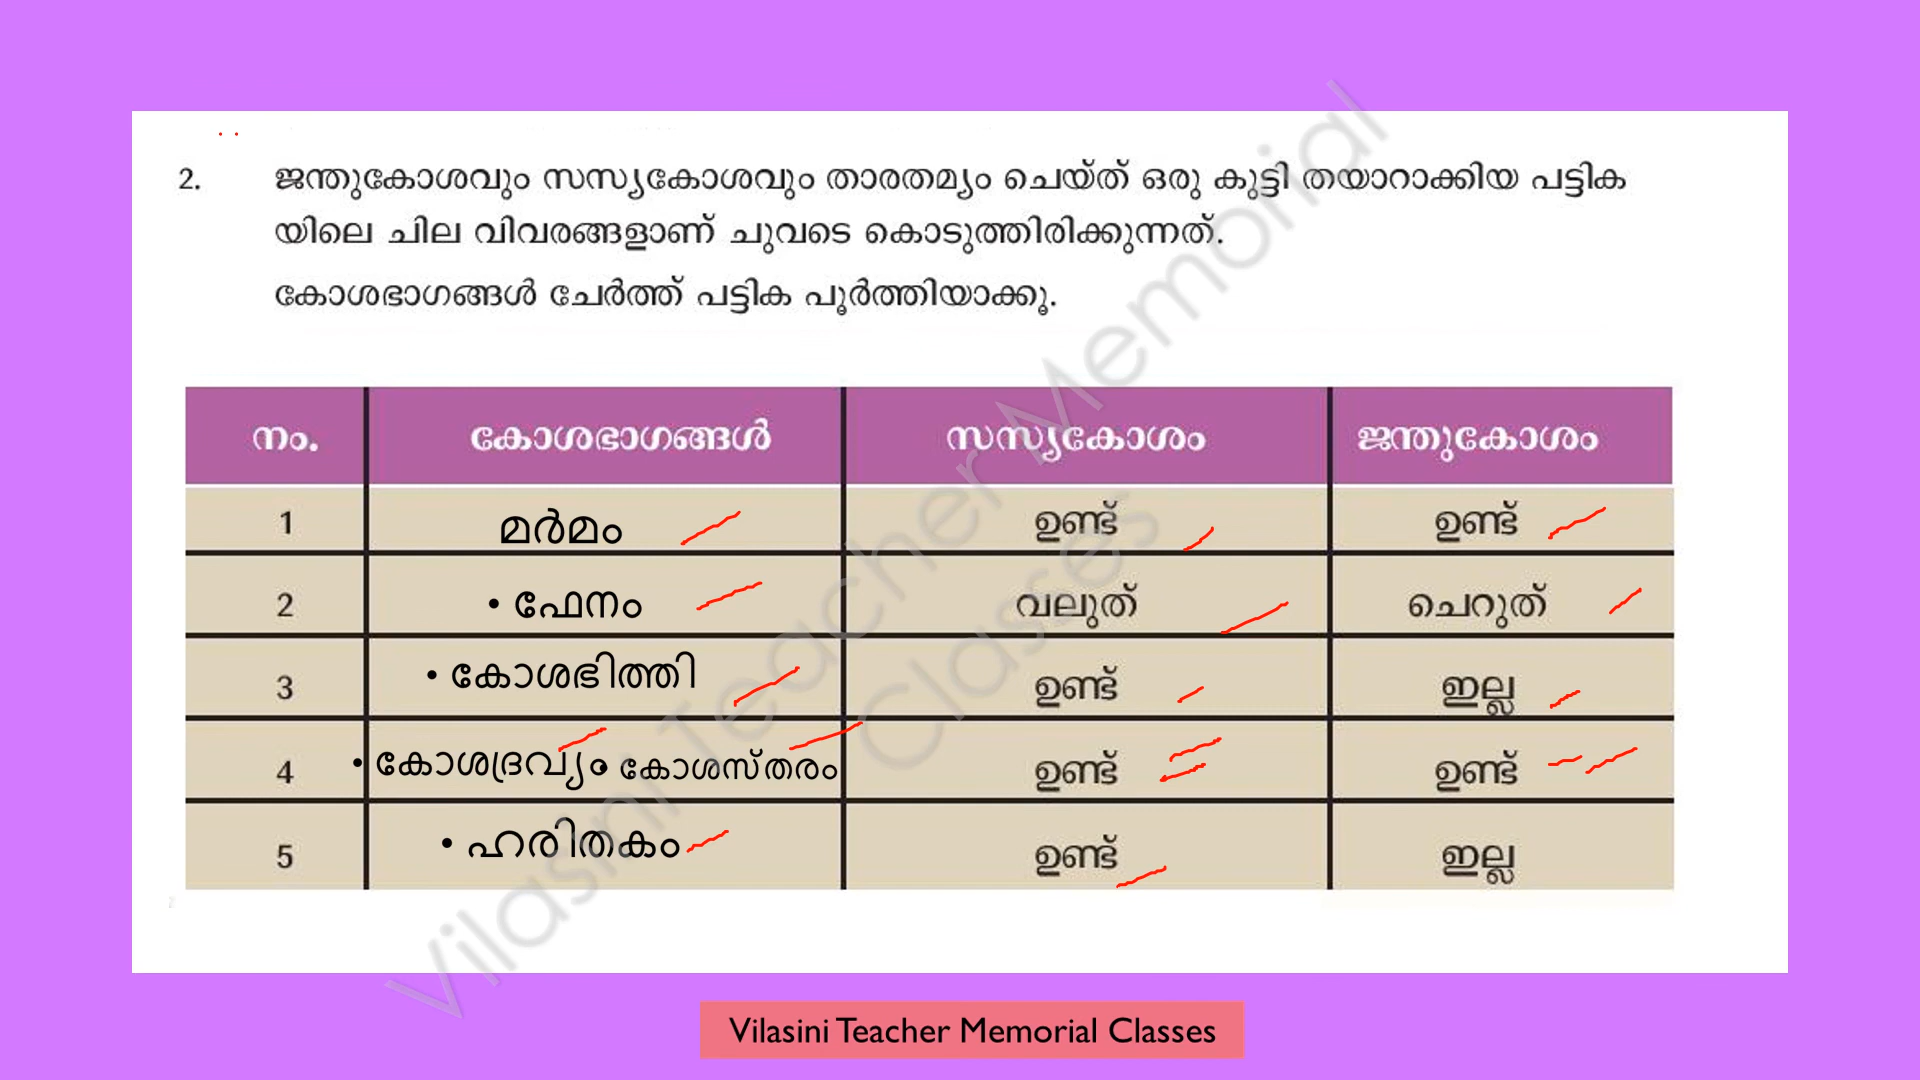 2. ജന്തുകോശവും സസ്യകോശവും താരതമ്യം ചെയ്ത് ഒരു കുട്ടി തയാറാക്കിയ പട്ടിക
യിലെ ചില വിവരങ്ങളാണ് ചുവടെ കൊടുത്തിരിക്കുന്നത്.
കോശഭാഗങ്ങൾ ചേർത്ത് പട്ടിക പൂർത്തിയാക്കൂ.
നം. കോശഭാഗങ്ങൾ സസ്യകോശം ജന്തുകോശം
1 മർമം ഉണ്ട് ഉണ്ട്
2 • ഫേനം വലുത് ചെറുത്
3 • കോശഭിത്തി ഉണ്ട് ഇല്ല
4 • കോശദ്രവ്യം • കോശസ്തരം ഉണ്ട് ഉണ്ട്
5 • ഹരിതകം ഉണ്ട് ഇല്ല
Vilasini Teacher Memorial
Classes
Vilasini Teacher Memorial Classes